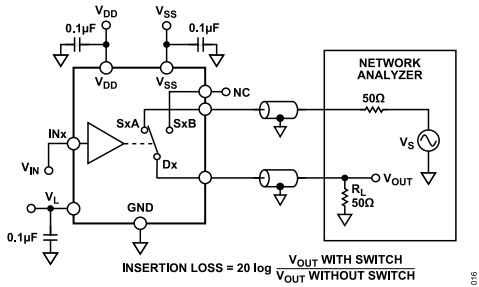 VDD
VSS
0.1µF
0.1µF
VDD
VSS
NC
NETWORK
ANALYZER
50Ω
SxA
SxB
INx
VS
VIN
Dx
VL
VOUT
RL
50Ω
GND
0.1µF
INSERTION LOSS = 20 log VOUT WITH SWITCH
VOUT WITHOUT SWITCH
016